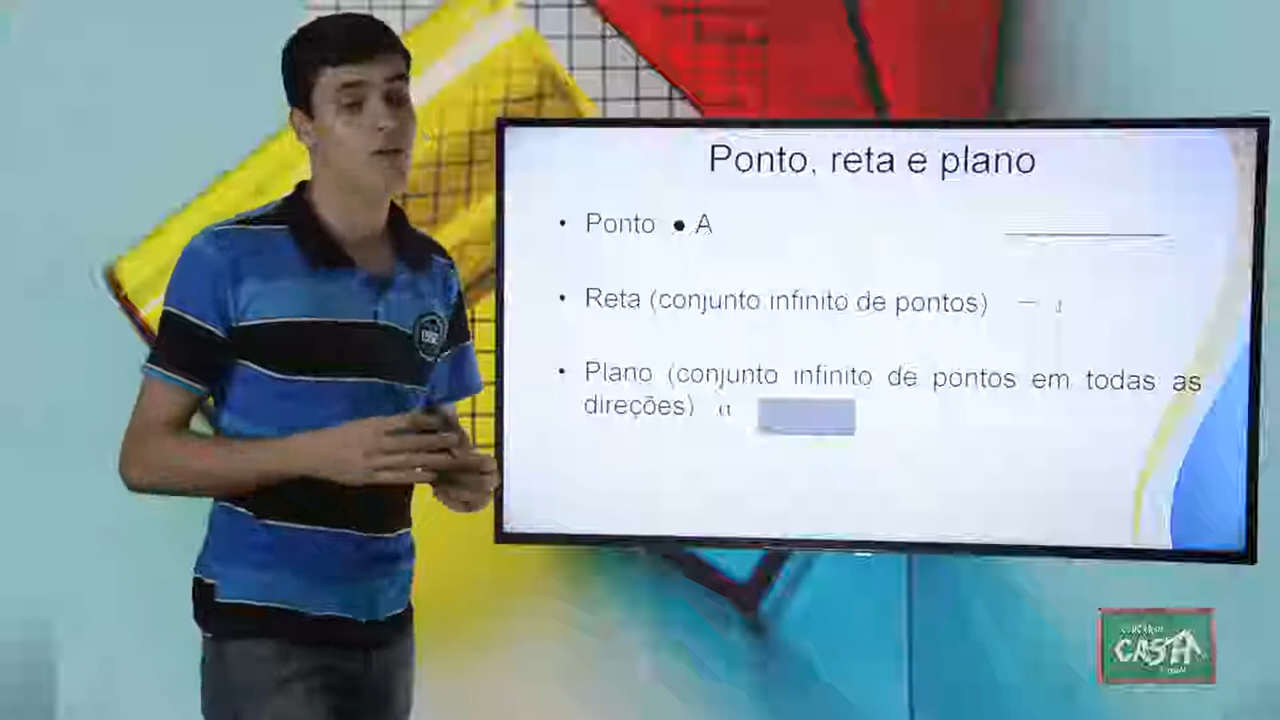 Ponto, reta e plano
• Ponto • A
• Reta (conjunto infinito de pontos)
• Plano (conjunto infinito de pontos em todas as
direções) α
CASA